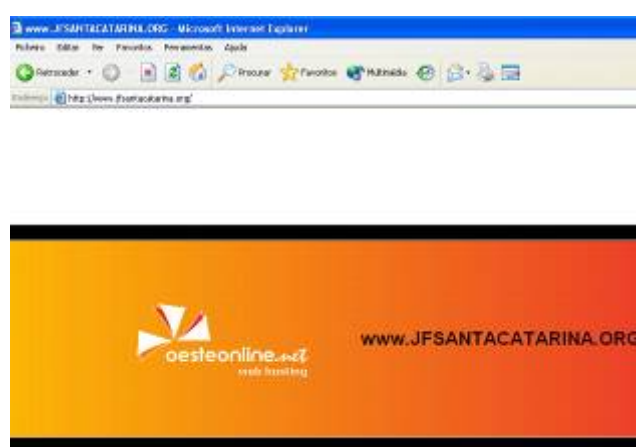 www.JFSANTACATARINA.ORG - Microsoft Internet Explorer
Ficheiro Editar Ver Favoritos Ferramentas Ajuda
Retroceder Procurar Favoritos Multimédia
Endereço http://www.jfsantacatarina.org/
www.JFSANTACATARINA.ORG
oesteonline.net
web hosting